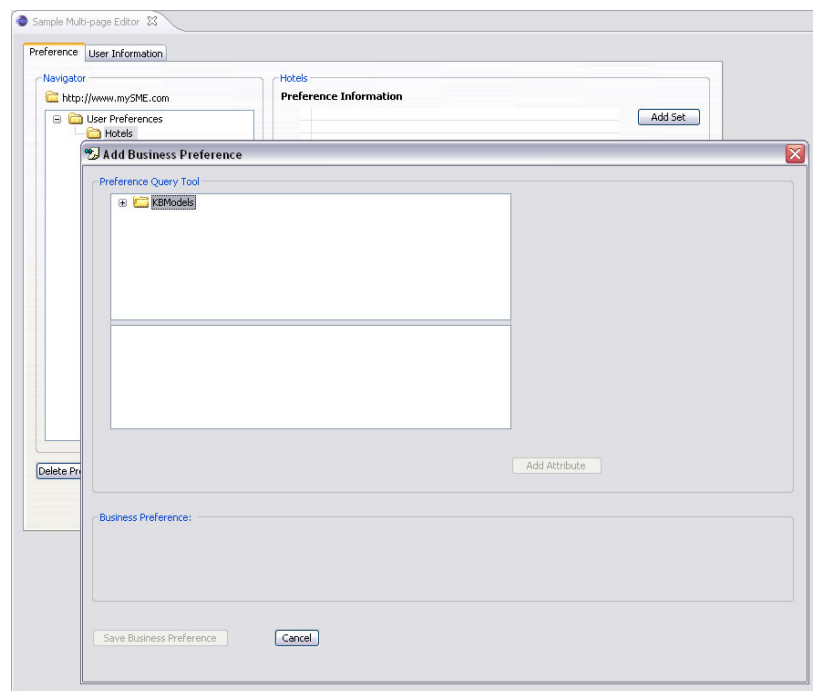 Sample Multi-page Editor
Preference User Information
Navigator
Hotels
http://www.mySME.com
Preference Information
User Preferences
Add Set
Hotels
Add Business Preference
Preference Query Tool
KBModels
Add Attribute
Delete Pre
Business Preference:
Save Business Preference
Cancel